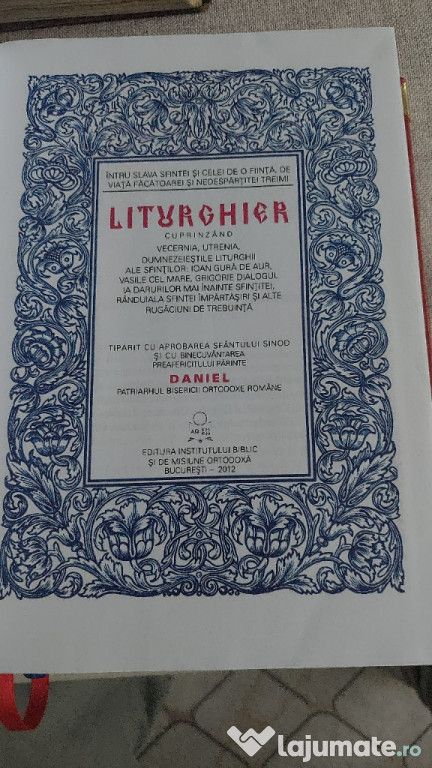 ÎNTRU SLAVA SFINTEI ȘI CELEI DE O FIINȚĂ, DE
VIAȚĂ FĂCĂTOAREI ȘI NEDESPĂRȚITEI TREIMI
LITURGHIER
CUPRINZÂND
VECERNIA, UTRENIA,
DUMNEZEIEȘTILE LITURGHII
ALE SFINȚILOR: IOAN GURĂ DE AUR,
VASILE CEL MARE, GRIGORIE DIALOGUL
(A DARURILOR MAI ÎNAINTE SFINȚITE),
RÂNDUIALA SFINTEI ÎMPĂRTĂȘIRI ȘI ALTE
RUGĂCIUNI DE TREBUINȚĂ
TIPĂRIT CU APROBAREA SFÂNTULUI SINOD
ȘI CU BINECUVÂNTAREA
PREAFERICITULUI PĂRINTE
DANIEL
PATRIARHUL BISERICII ORTODOXE ROMÂNE
EDITURA INSTITUTULUI BIBLIC
ȘI DE MISIUNE ORTODOXĂ
BUCUREȘTI – 2012
lajumate.ro